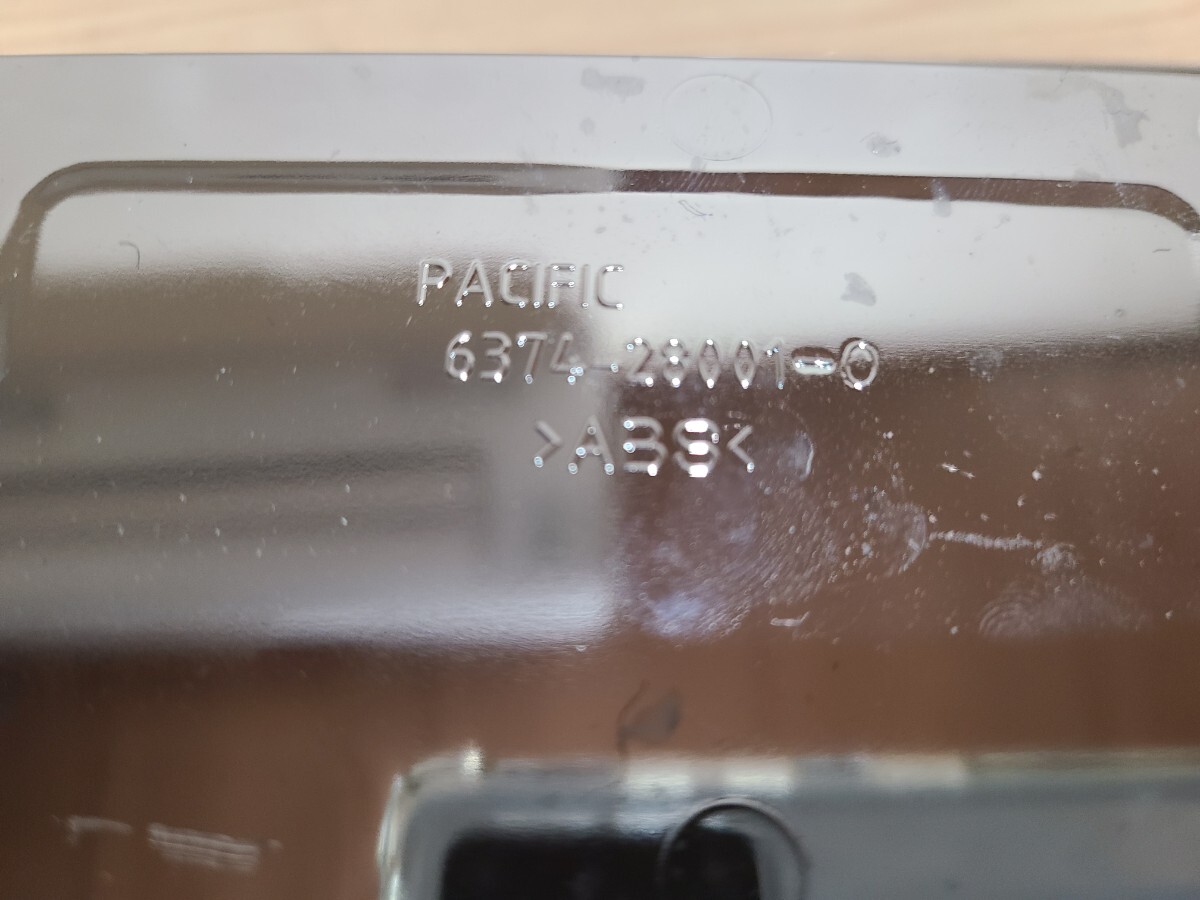 PACIFIC
6374-28001-0
>ABS<